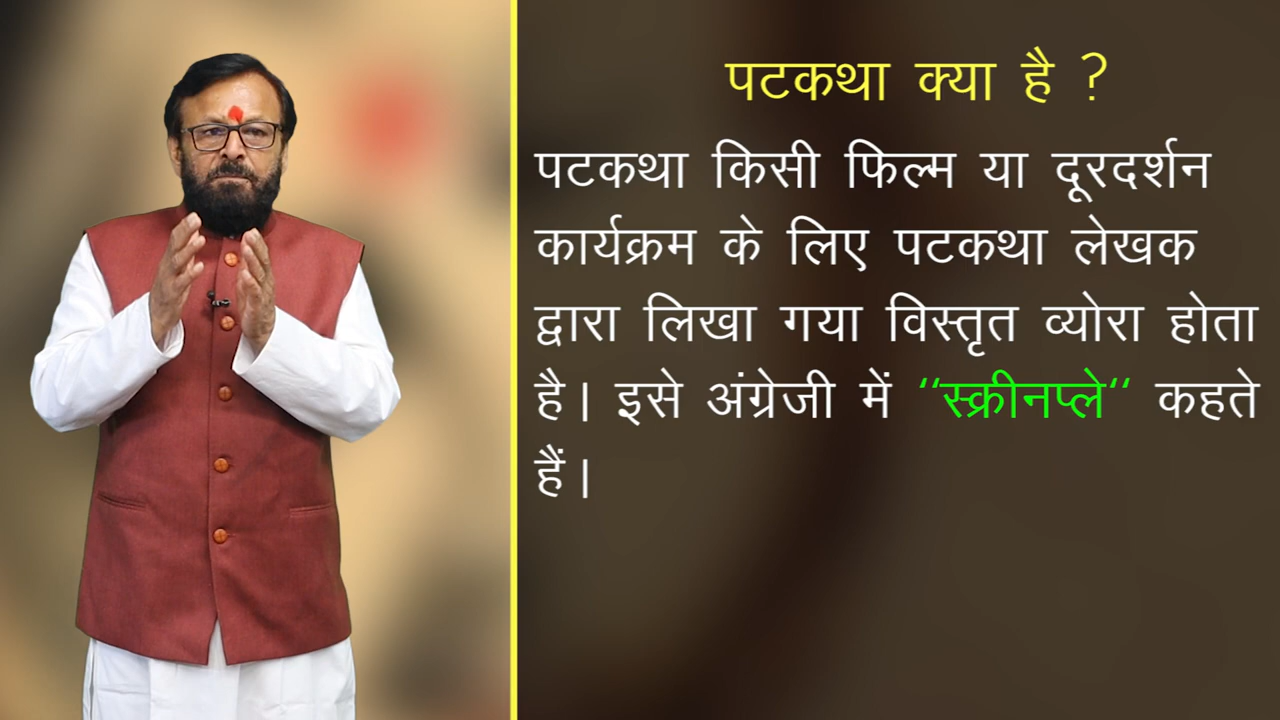 पटकथा क्या है ?
पटकथा किसी फिल्म या दूरदर्शन
कार्यक्रम के लिए पटकथा लेखक
द्वारा लिखा गया विस्तृत व्योरा होता
है। इसे अंग्रेजी में ‘‘स्क्रीनप्ले‘‘ कहते
हैं।